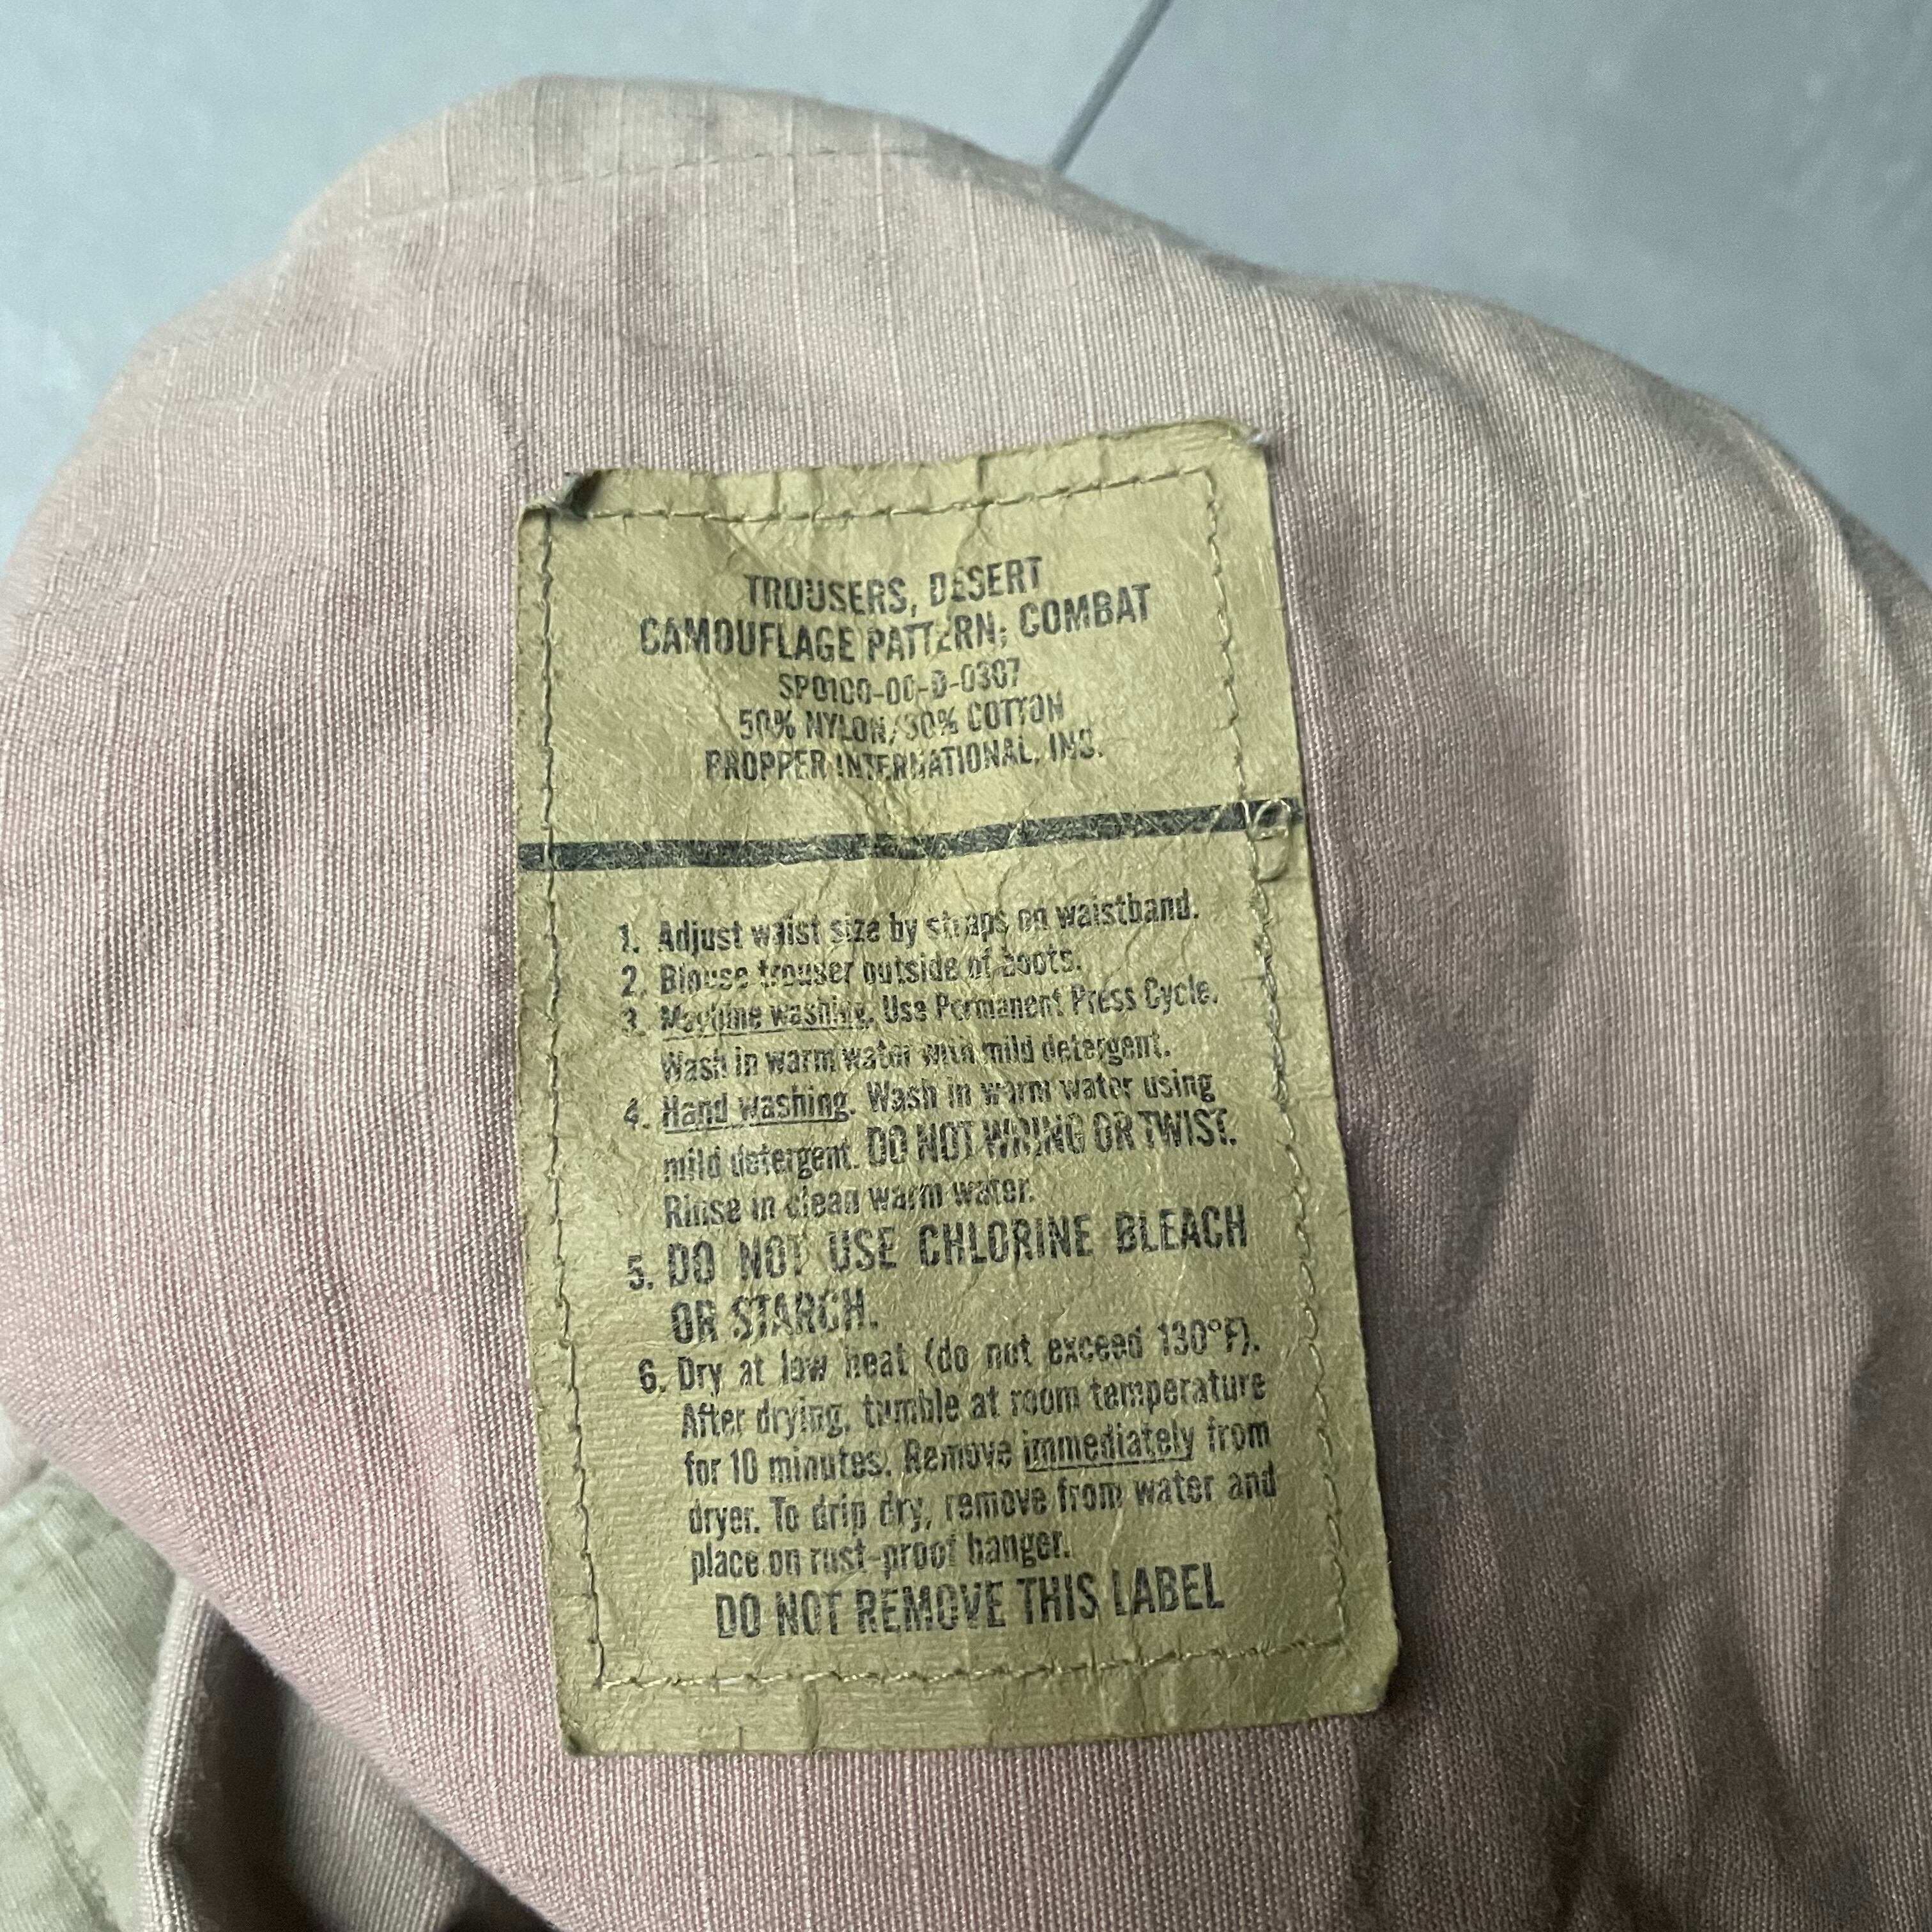 TROUSERS, DESERT
CAMOUFLAGE PATTERN; COMBAT
SP0100-00-D-0307
50% NYLON/50% COTTON
PROPPER INTERNATIONAL, INC.
1. Adjust waist size by straps on waistband.
2. Blouse trouser outside of boots.
3. Machine washing. Use Permanent Press Cycle.
Wash in warm water with mild detergent.
4. Hand washing. Wash in warm water using
mild detergent. DO NOT WRING OR TWIST.
Rinse in clean warm water.
5. DO NOT USE CHLORINE BLEACH
OR STARCH.
6. Dry at low heat (do not exceed 130°F).
After drying, tumble at room temperature
for 10 minutes. Remove immediately from
dryer. To drip dry, remove from water and
place on rust-proof hanger.
DO NOT REMOVE THIS LABEL